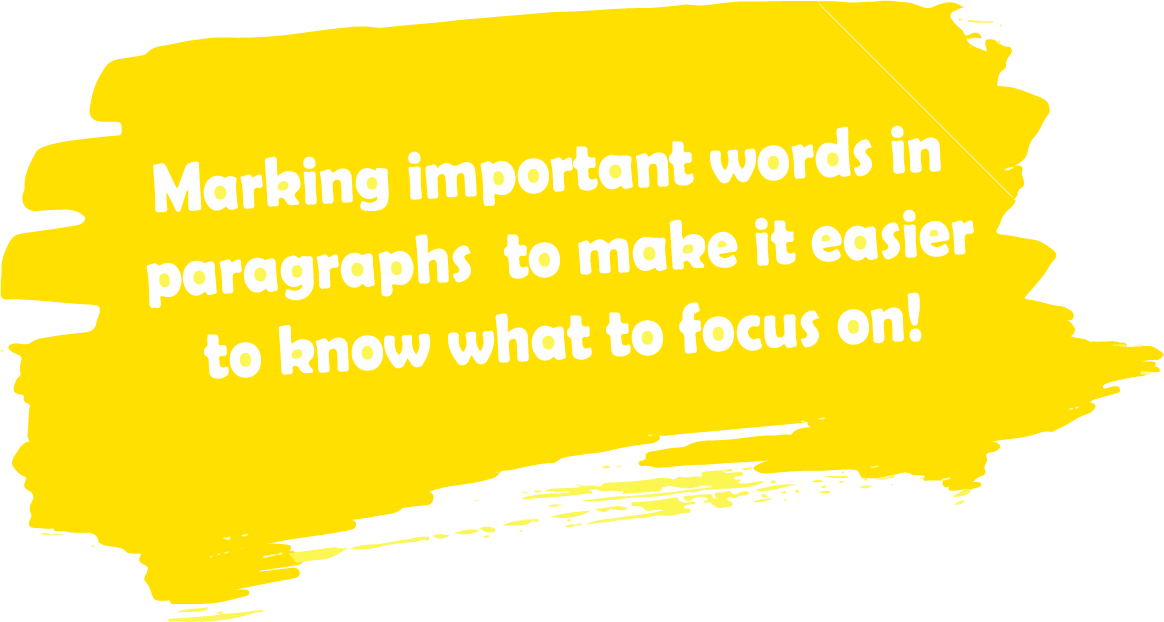 Marking important words in
paragraphs to make it easier
to know what to focus on!